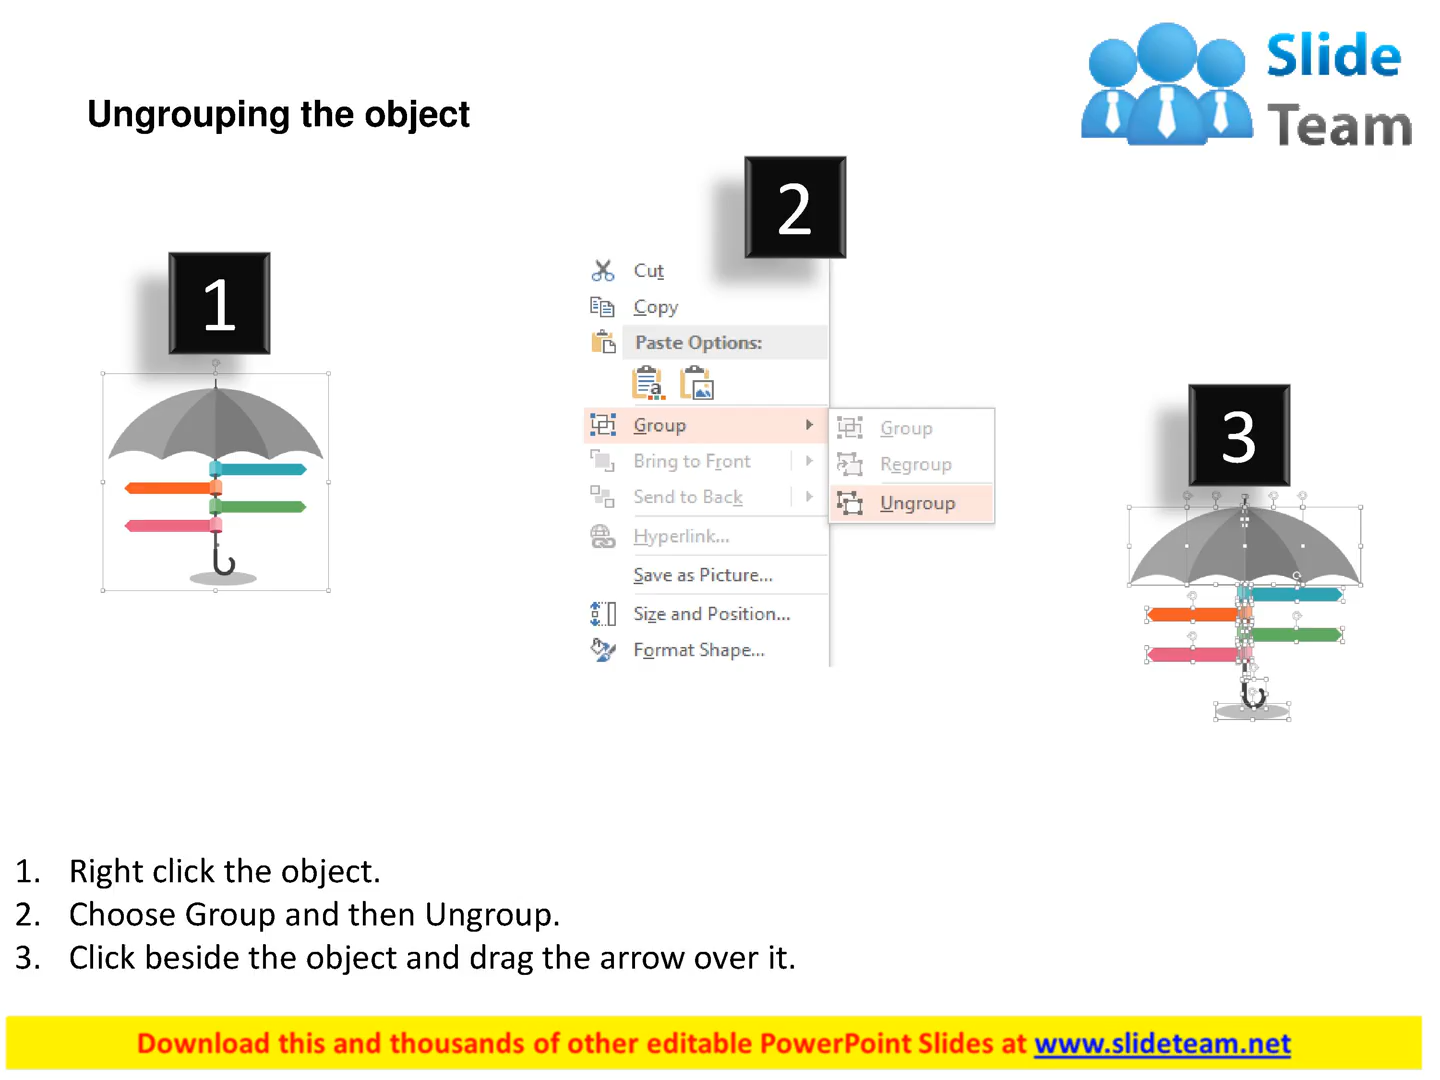 Slide
Team
Ungrouping the object
1
2
3
Cut
Copy
Paste Options:
a
Group
Bring to Front
Send to Back
Hyperlink...
Save as Picture...
Size and Position...
Format Shape...
Group
Regroup
Ungroup
1. Right click the object.
2. Choose Group and then Ungroup.
3. Click beside the object and drag the arrow over it.
Download this and thousands of other editable PowerPoint Slides at www.slideteam.net